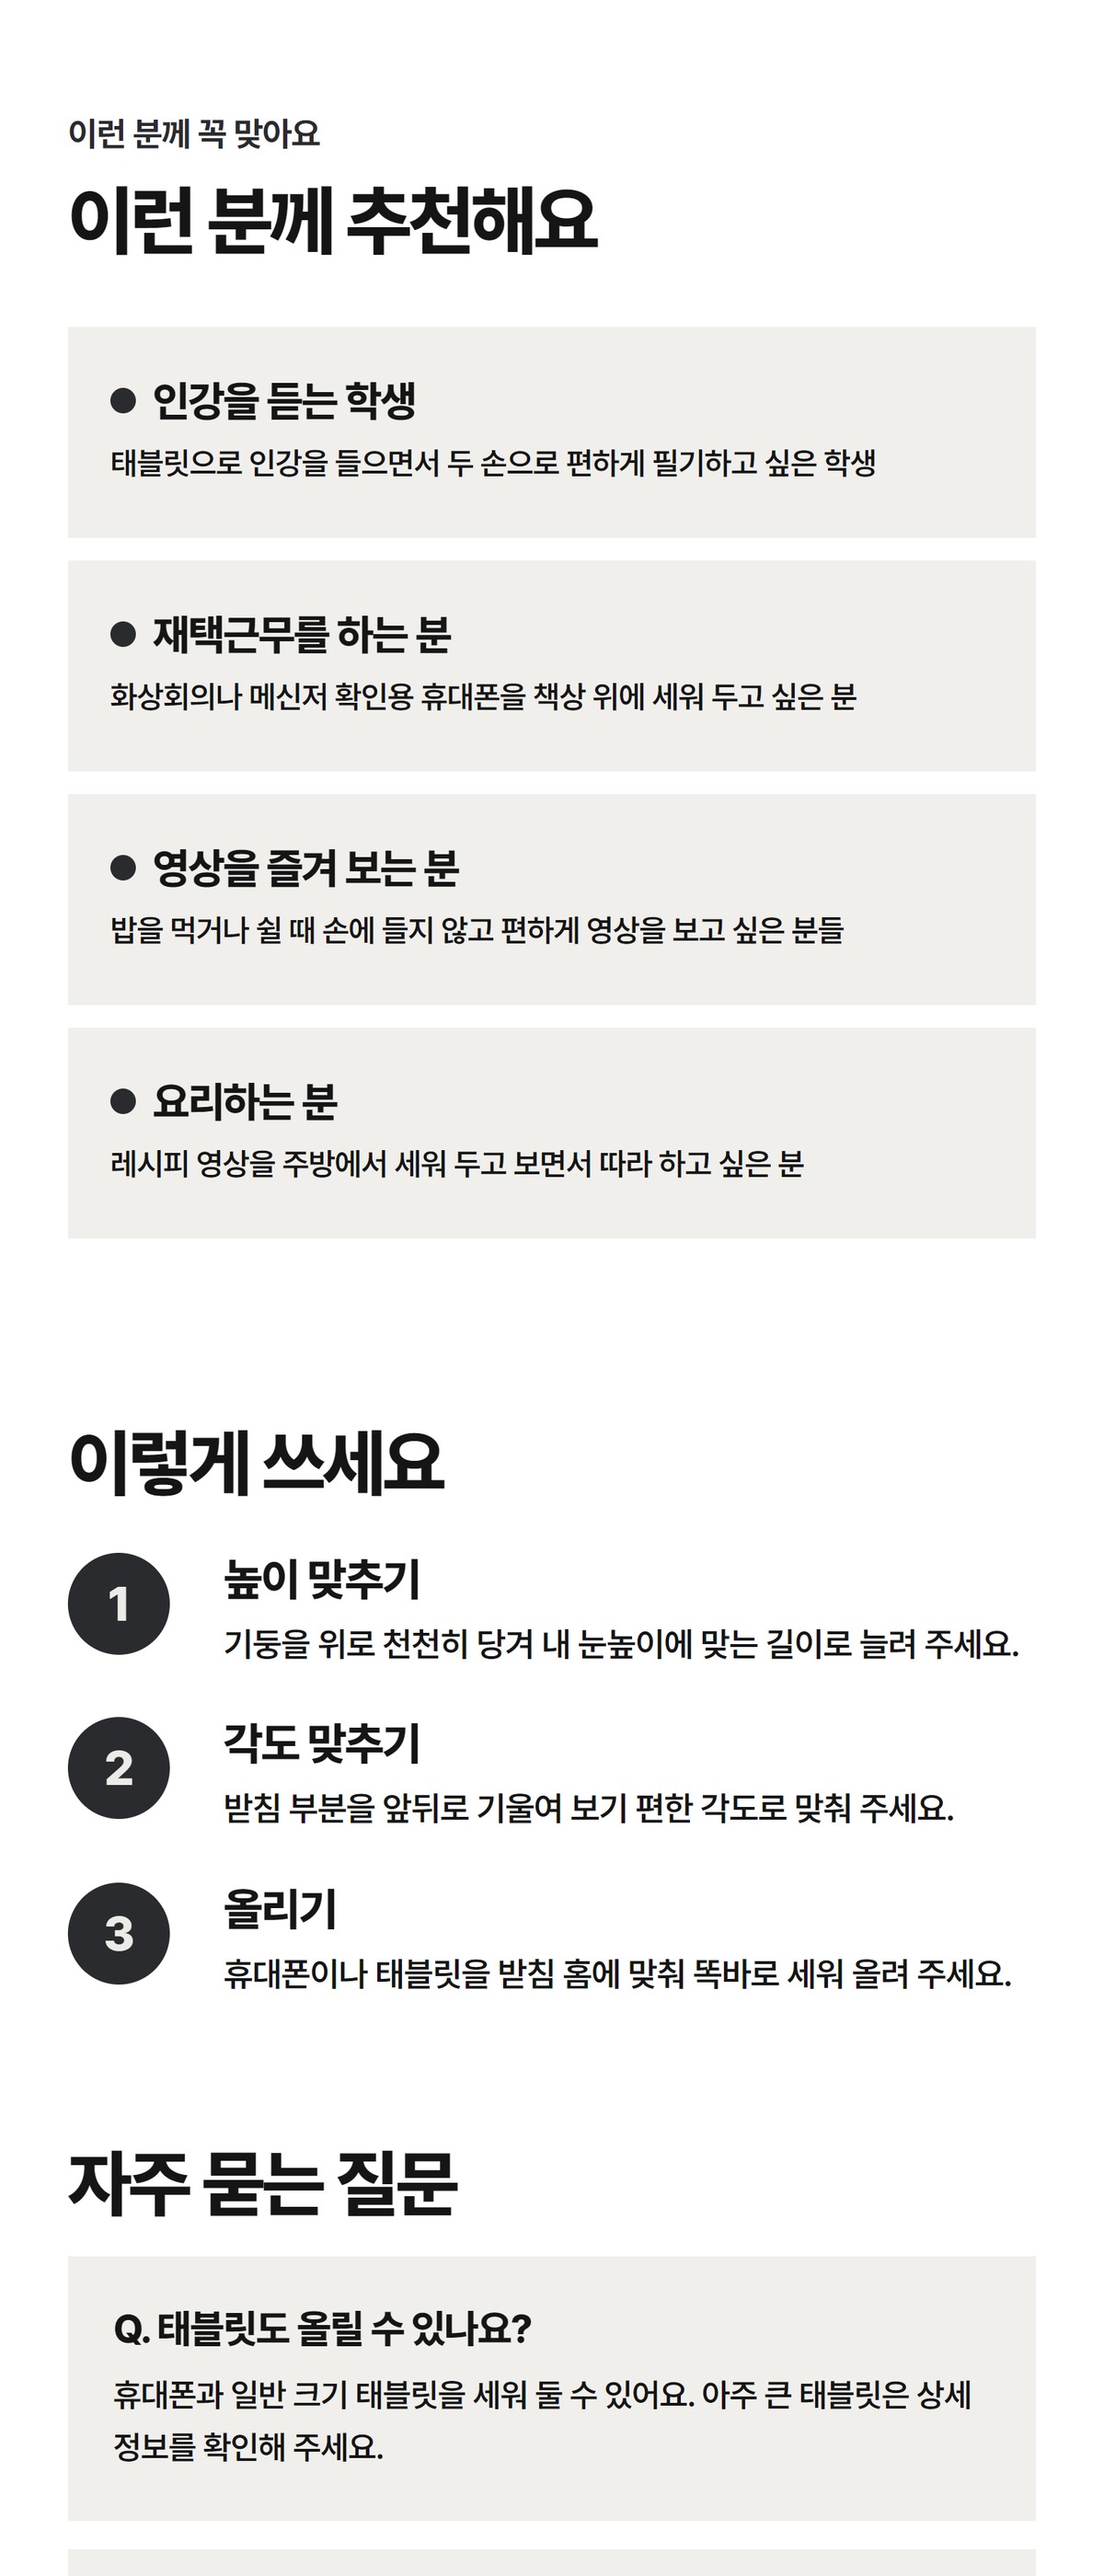 이런 분께 꼭 맞아요
이런 분께 추천해요
인강을 듣는 학생
태블릿으로 인강을 들으면서 두 손으로 편하게 필기하고 싶은 학생
재택근무를 하는 분
화상회의나 메신저 확인용 휴대폰을 책상 위에 세워 두고 싶은 분
영상을 즐겨 보는 분
밥을 먹거나 쉴 때 손에 들지 않고 편하게 영상을 보고 싶은 분들
요리하는 분
레시피 영상을 주방에서 세워 두고 보면서 따라 하고 싶은 분
이렇게 쓰세요
1
높이 맞추기
기둥을 위로 천천히 당겨 내 눈높이에 맞는 길이로 늘려 주세요.
2
각도 맞추기
받침 부분을 앞뒤로 기울여 보기 편한 각도로 맞춰 주세요.
3
올리기
휴대폰이나 태블릿을 받침 홈에 맞춰 똑바로 세워 올려 주세요.
자주 묻는 질문
Q. 태블릿도 올릴 수 있나요?
휴대폰과 일반 크기 태블릿을 세워 둘 수 있어요. 아주 큰 태블릿은 상세
정보를 확인해 주세요.